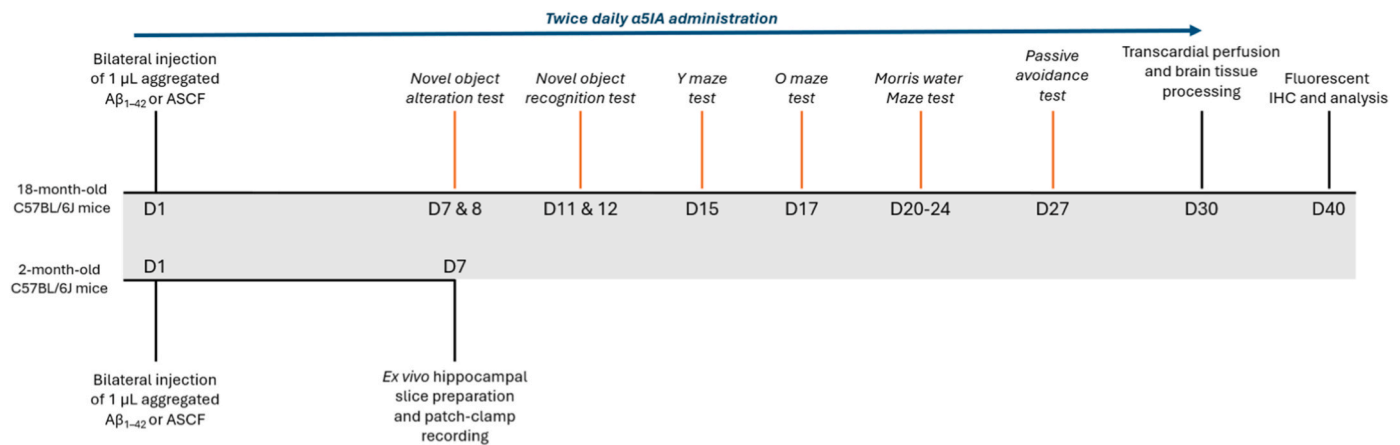 Twice daily α5IA administration
Bilateral injection
of 1 µL aggregated
Aβ1–42 or ASCF
Novel object
alteration test
Novel object
recognition test
Y maze
test
O maze
test
Morris water
Maze test
Passive
avoidance
test
Transcardial perfusion
and brain tissue
processing
Fluorescent
IHC and analysis
18-month-old
C57BL/6J mice
D1
D7 & 8
D11 & 12
D15
D17
D20-24
D27
D30
D40
2-month-old
C57BL/6J mice
D1
D7
Bilateral injection
of 1 µL aggregated
Aβ1–42 or ASCF
Ex vivo hippocampal
slice preparation
and patch-clamp
recording